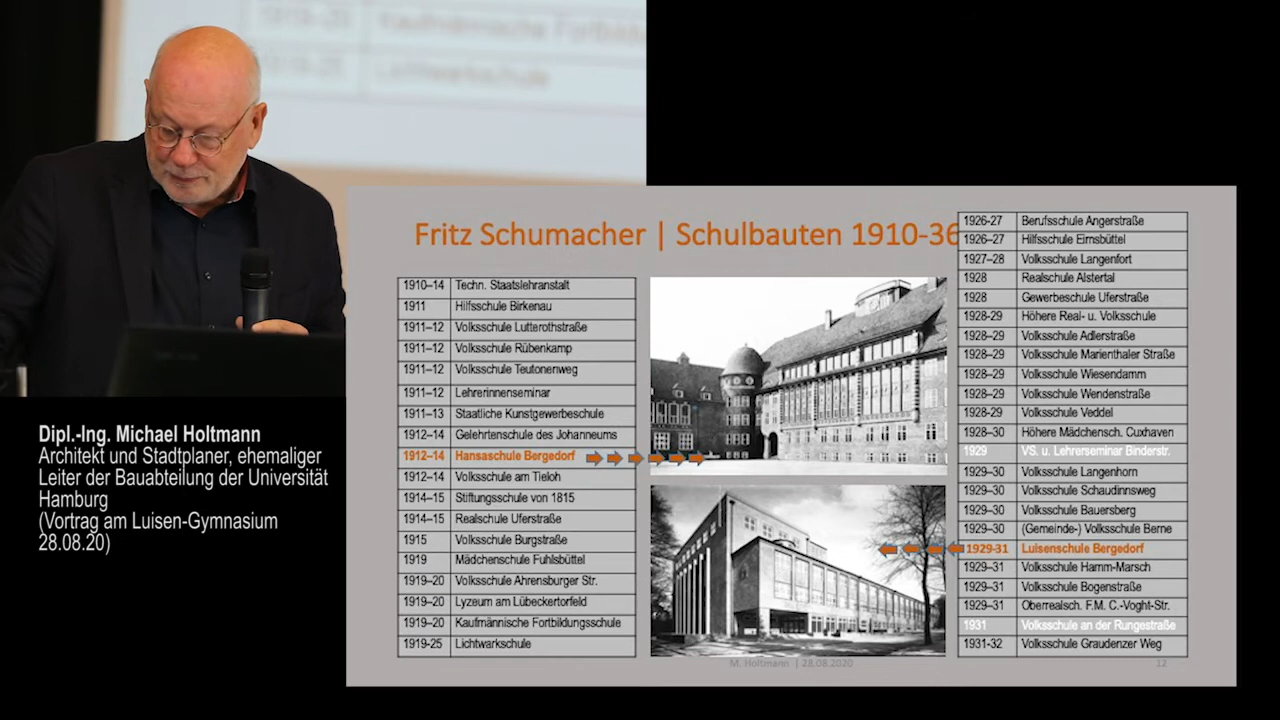 1919-20 Kaufmännische Fortbildu
1919-25 Lichtwarkschule
Fritz Schumacher | Schulbauten 1910-36
1910–14 Techn. Staatslehranstalt
1911 Hilfsschule Birkenau
1911–12 Volksschule Lutterothstraße
1911–12 Volksschule Rübenkamp
1911–12 Volksschule Teutonenweg
1911–12 Lehrerinnenseminar
1911–13 Staatliche Kunstgewerbeschule
1912–14 Gelehrtenschule des Johanneums
1912–14 Hansaschule Bergedorf
1912–14 Volksschule am Tieloh
1914–15 Stiftungsschule von 1815
1914–15 Realschule Uferstraße
1915 Volksschule Burgstraße
1919 Mädchenschule Fuhlsbüttel
1919–20 Volksschule Ahrensburger Str.
1919–20 Lyzeum am Lübeckertorfeld
1919–20 Kaufmännische Fortbildungsschule
1919-25 Lichtwarkschule
1926-27 Berufsschule Angerstraße
1926–27 Hilfsschule Eimsbüttel
1927–28 Volksschule Langenfort
1928 Realschule Alstertal
1928 Gewerbeschule Uferstraße
1928-29 Höhere Real- u. Volksschule
1928–29 Volksschule Adlerstraße
1928–29 Volksschule Marienthaler Straße
1928–29 Volksschule Wiesendamm
1928–29 Volksschule Wendenstraße
1928-29 Volksschule Veddel
1928–30 Höhere Mädchensch. Cuxhaven
1929 VS. u. Lehrerseminar Binderstr.
1929–30 Volksschule Langenhorn
1929–30 Volksschule Schaudinnsweg
1929–30 Volksschule Bauersberg
1929–30 (Gemeinde-) Volksschule Berne
1929-31 Luisenschule Bergedorf
1929–31 Volksschule Hamm-Marsch
1929–31 Volksschule Bogenstraße
1929–31 Oberrealsch. F.M. C.-Voght-Str.
1931 Volksschule an der Rungestraße
1931-32 Volksschule Graudenzer Weg
M. Holtmann | 28.08.2020
12
Dipl.-Ing. Michael Holtmann
Architekt und Stadtplaner, ehemaliger
Leiter der Bauabteilung der Universität
Hamburg
(Vortrag am Luisen-Gymnasium
28.08.20)